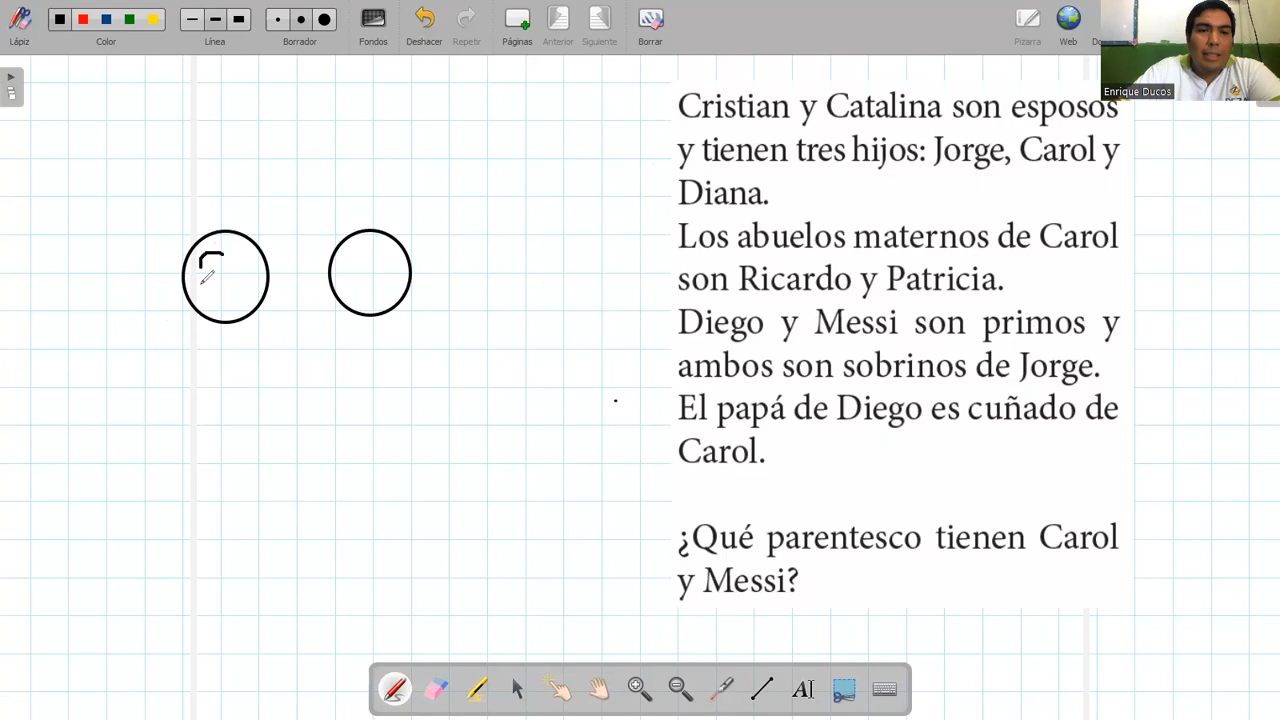 Lápiz
Color
Línea
Borrador
Fondos
Deshacer
Repetir
Páginas
Anterior
Siguiente
Borrar
Pizarra
Web
Enrique Ducos
Cristian y Catalina son esposos
y tienen tres hijos: Jorge, Carol y
Diana.
Los abuelos maternos de Carol
son Ricardo y Patricia.
Diego y Messi son primos y
ambos son sobrinos de Jorge.
El papá de Diego es cuñado de
Carol.
¿Qué parentesco tienen Carol
y Messi?